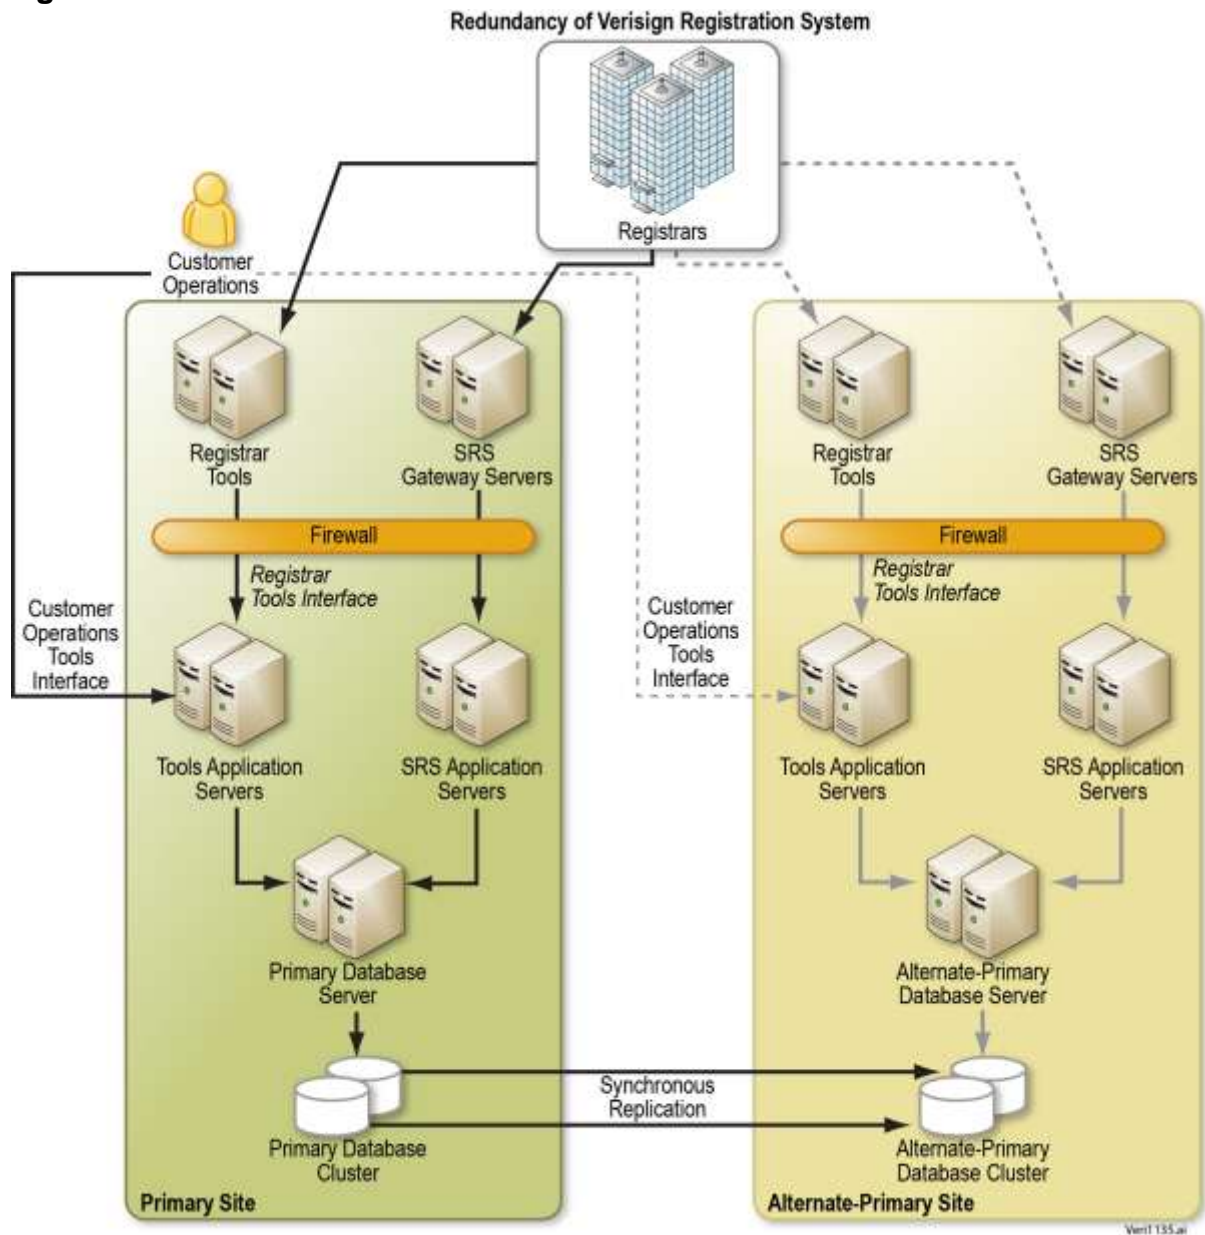 Redundancy of Verisign Registration System
Registrars
Customer
Operations
Registrar
Tools
SRS
Gateway Servers
Firewall
Registrar
Tools Interface
Customer
Operations
Tools
Interface
Tools Application
Servers
SRS Application
Servers
Primary Database
Server
Primary Database
Cluster
Primary Site
Synchronous
Replication
Registrar
Tools
SRS
Gateway Servers
Firewall
Registrar
Tools Interface
Customer
Operations
Tools
Interface
Tools Application
Servers
SRS Application
Servers
Alternate-Primary
Database Server
Alternate-Primary
Database Cluster
Alternate-Primary Site
Veri1135.ai